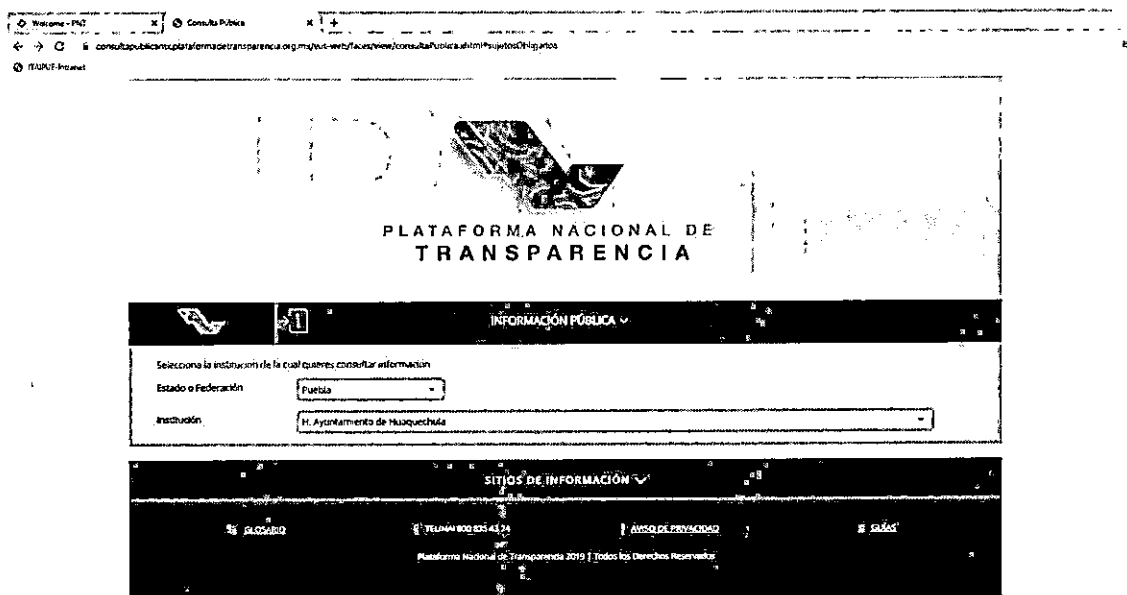 Welcome - PNT
Consulta Pública
consultapublicamx.plataformadetransparencia.org.mx/vut-web/faces/view/consultaPublica.xhtml#sujetosObligados
ITAIPUE-Intranet
PLATAFORMA NACIONAL DE
TRANSPARENCIA
INFORMACIÓN PÚBLICA
Selecciona la institución de la cual quieres consultar información
Estado o Federación
Puebla
Institución
H. Ayuntamiento de Huaquechula
SITIOS DE INFORMACIÓN
GLOSARIO
TELINAI 800 835 43 24
AVISO DE PRIVACIDAD
GUÍAS
Plataforma Nacional de Transparencia 2019 | Todos los Derechos Reservados